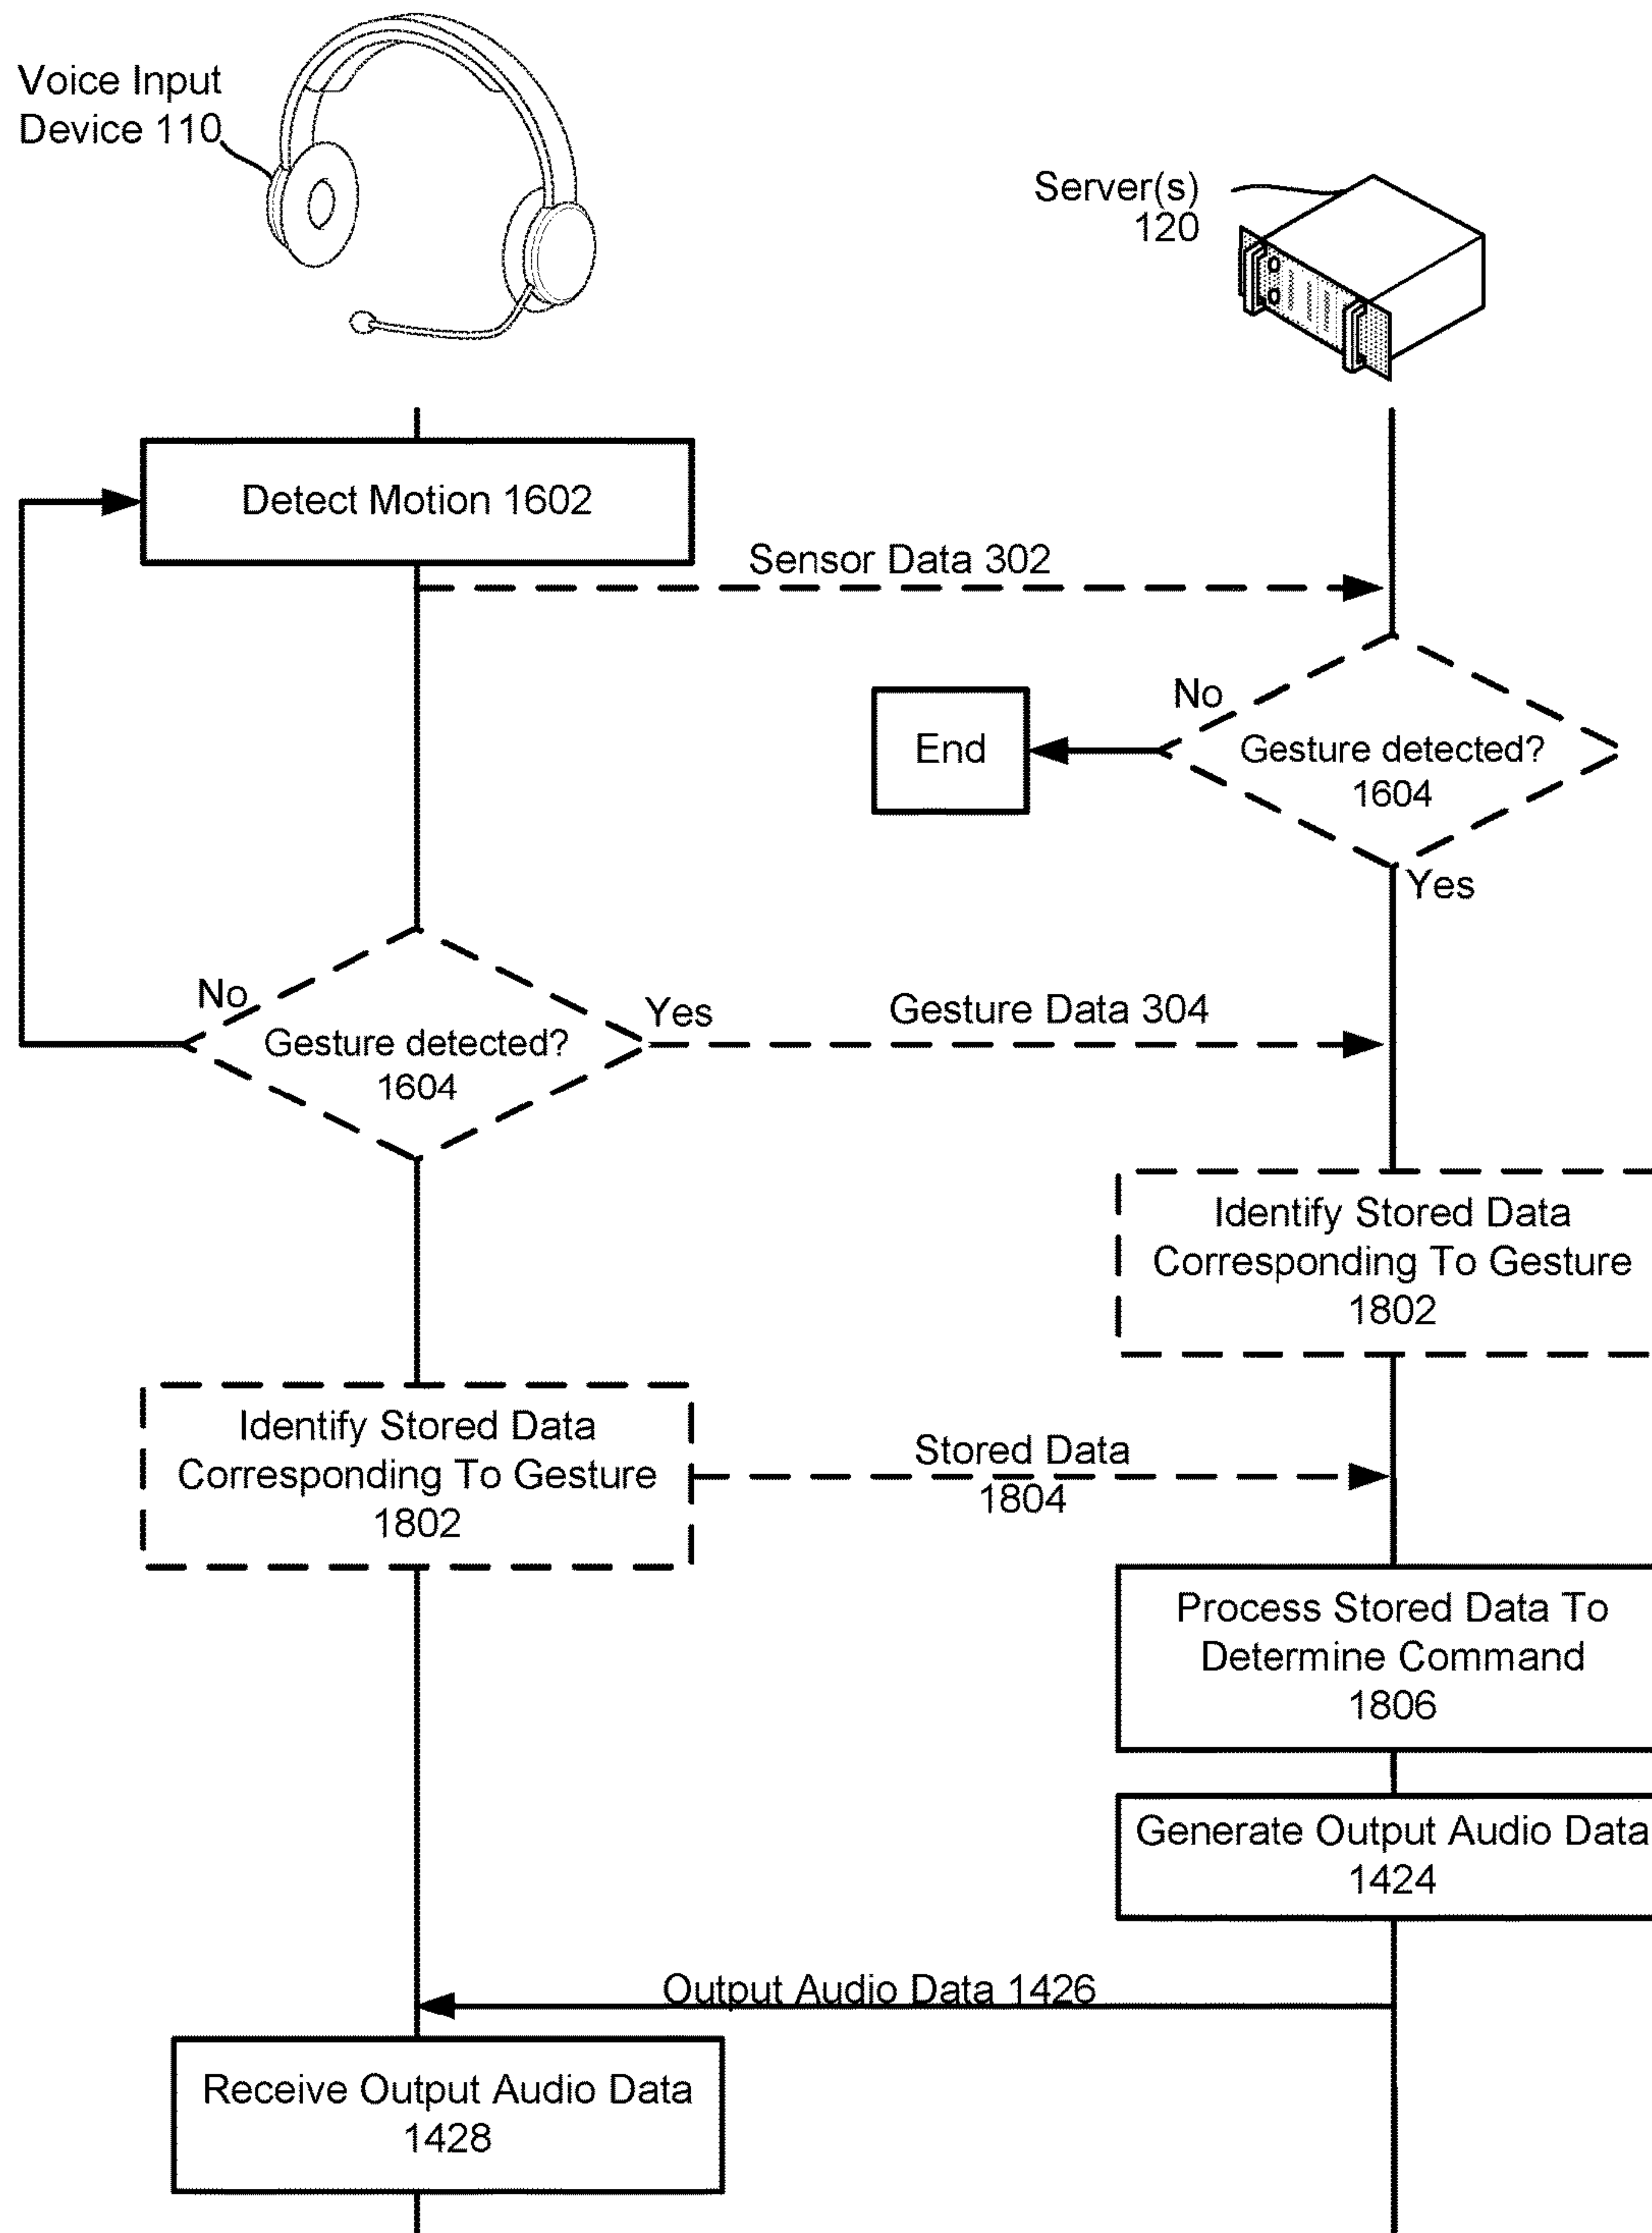 Voice Input
Device 110
Server(s)
120
Detect Motion 1602
Sensor Data 302
No
End
Gesture detected?
1604
Yes
No
Yes
Gesture Data 304
Gesture detected?
1604
Identify Stored Data
Corresponding To Gesture
1802
Identify Stored Data
Corresponding To Gesture
1802
Stored Data
1804
Process Stored Data To
Determine Command
1806
Generate Output Audio Data
1424
Output Audio Data 1426
Receive Output Audio Data
1428